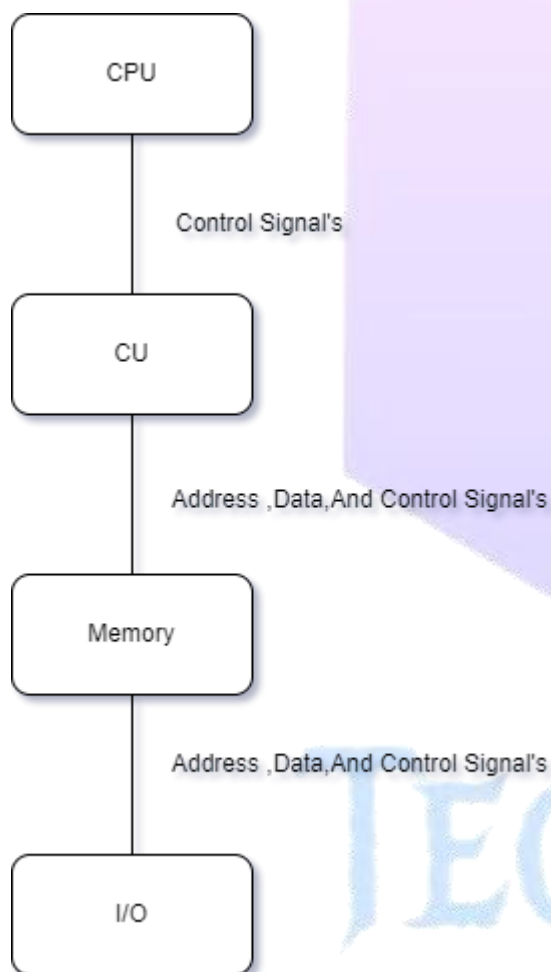 CPU
Control Signal's
CU
Address ,Data,And Control Signal's
Memory
Address ,Data,And Control Signal's
I/O